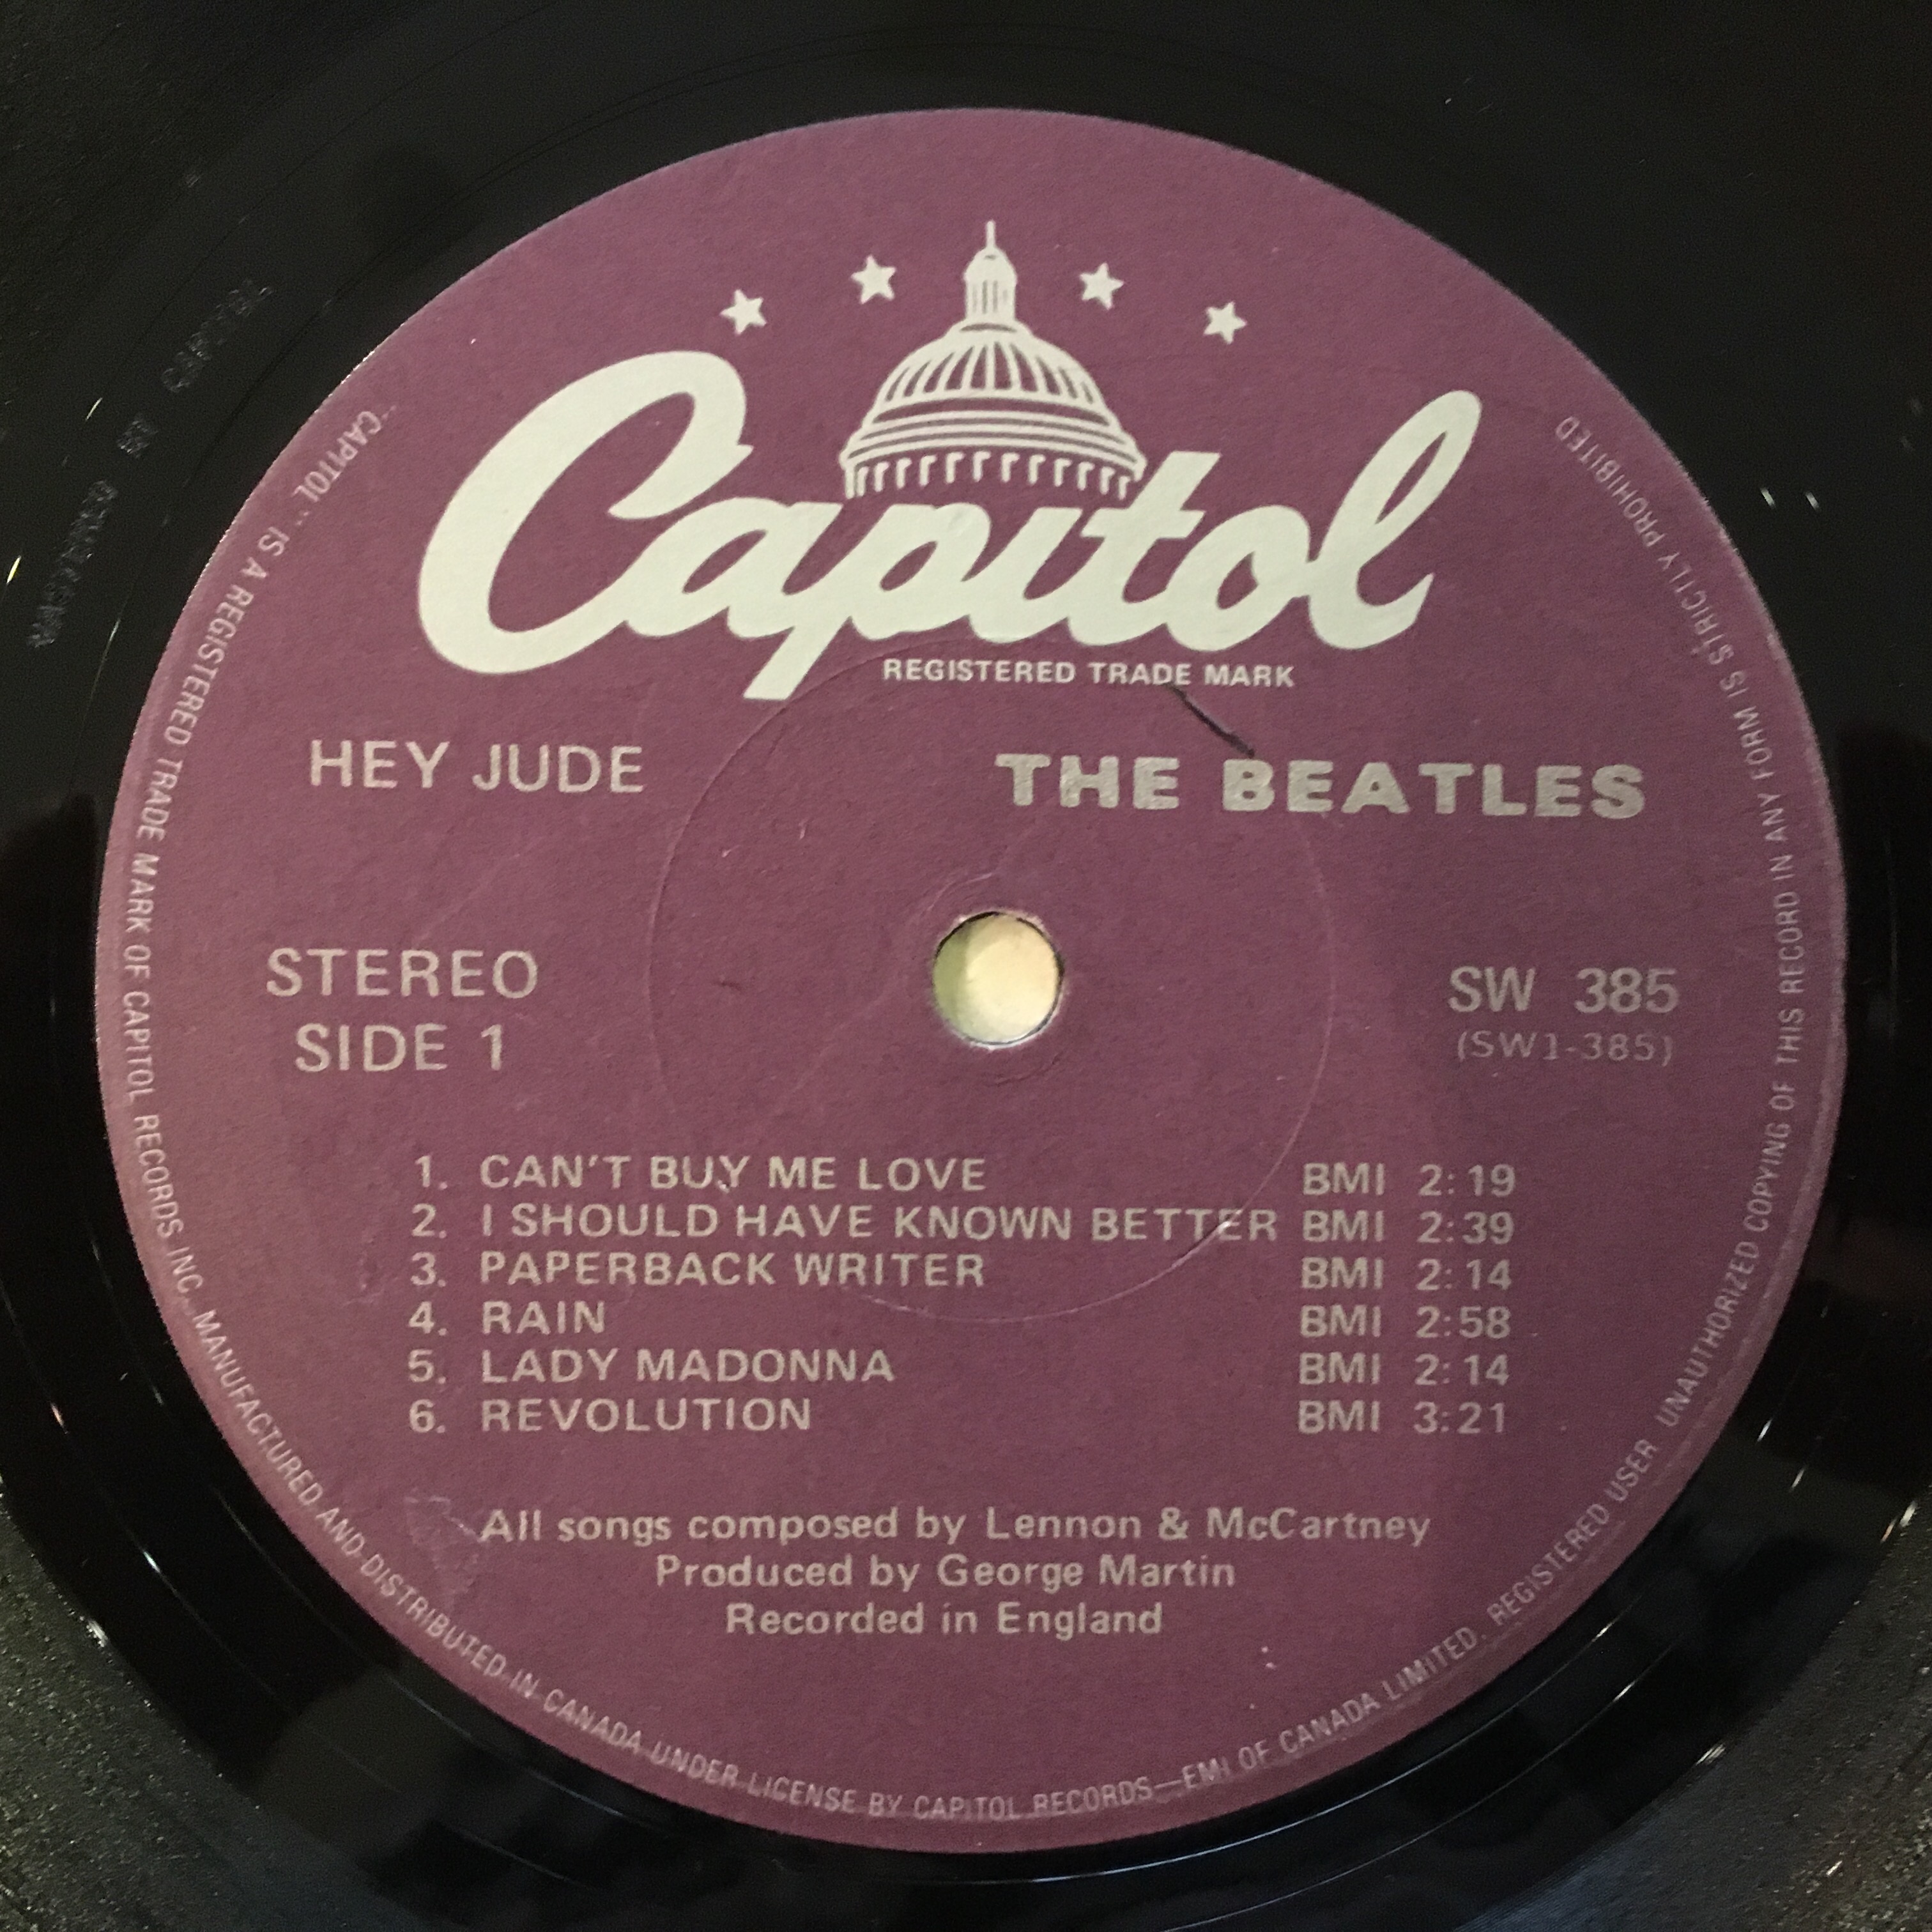 Capitol
REGISTERED TRADE MARK
HEY JUDE
THE BEATLES
STEREO
SIDE 1
SW 385
(SW1-385)
1. CAN'T BUY ME LOVE BMI 2:19
2. I SHOULD HAVE KNOWN BETTER BMI 2:39
3. PAPERBACK WRITER BMI 2:14
4. RAIN BMI 2:58
5. LADY MADONNA BMI 2:14
6. REVOLUTION BMI 3:21
All songs composed by Lennon & McCartney
Produced by George Martin
Recorded in England
"CAPITOL" IS A REGISTERED TRADE MARK OF CAPITOL RECORDS INC. MANUFACTURED AND DISTRIBUTED IN CANADA UNDER LICENSE BY CAPITOL RECORDS—EMI OF CANADA LIMITED. REGISTERED USER. UNAUTHORIZED COPYING OF THIS RECORD IN ANY FORM IS STRICTLY PROHIBITED